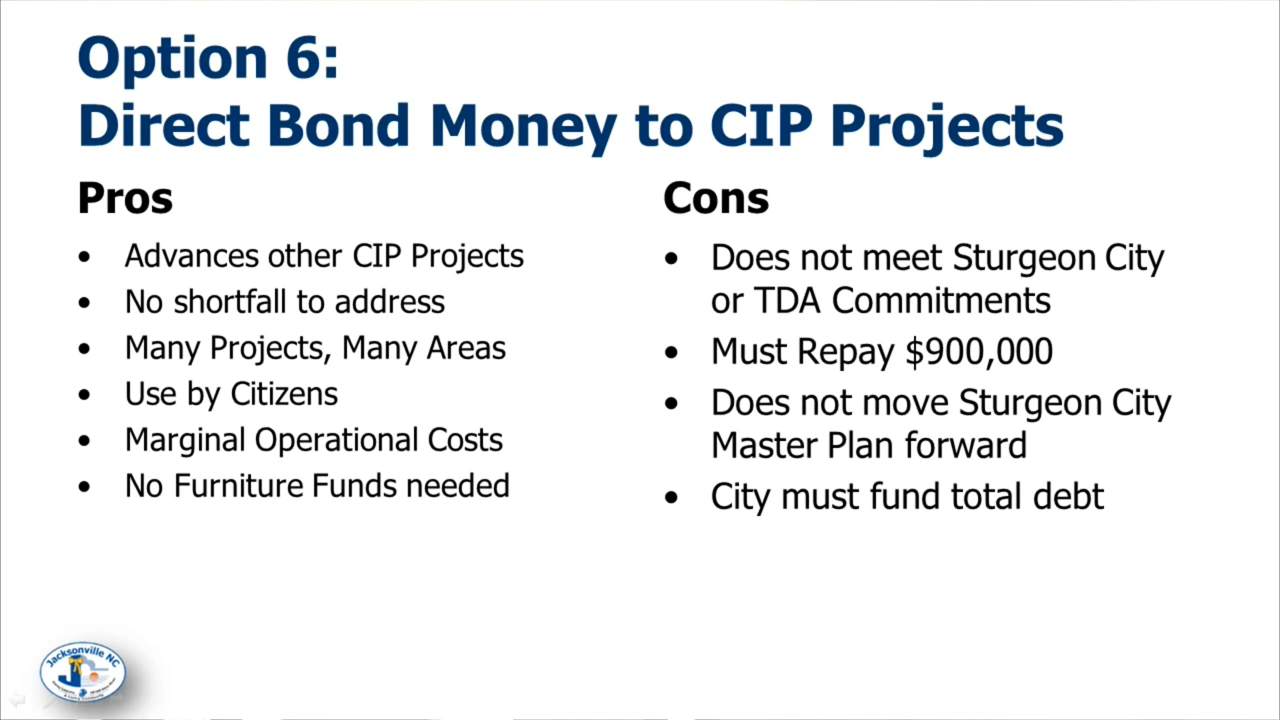 Option 6:
Direct Bond Money to CIP Projects
Pros
• Advances other CIP Projects
• No shortfall to address
• Many Projects, Many Areas
• Use by Citizens
• Marginal Operational Costs
• No Furniture Funds needed
Cons
• Does not meet Sturgeon City
or TDA Commitments
• Must Repay $900,000
• Does not move Sturgeon City
Master Plan forward
• City must fund total debt
Jacksonville NC